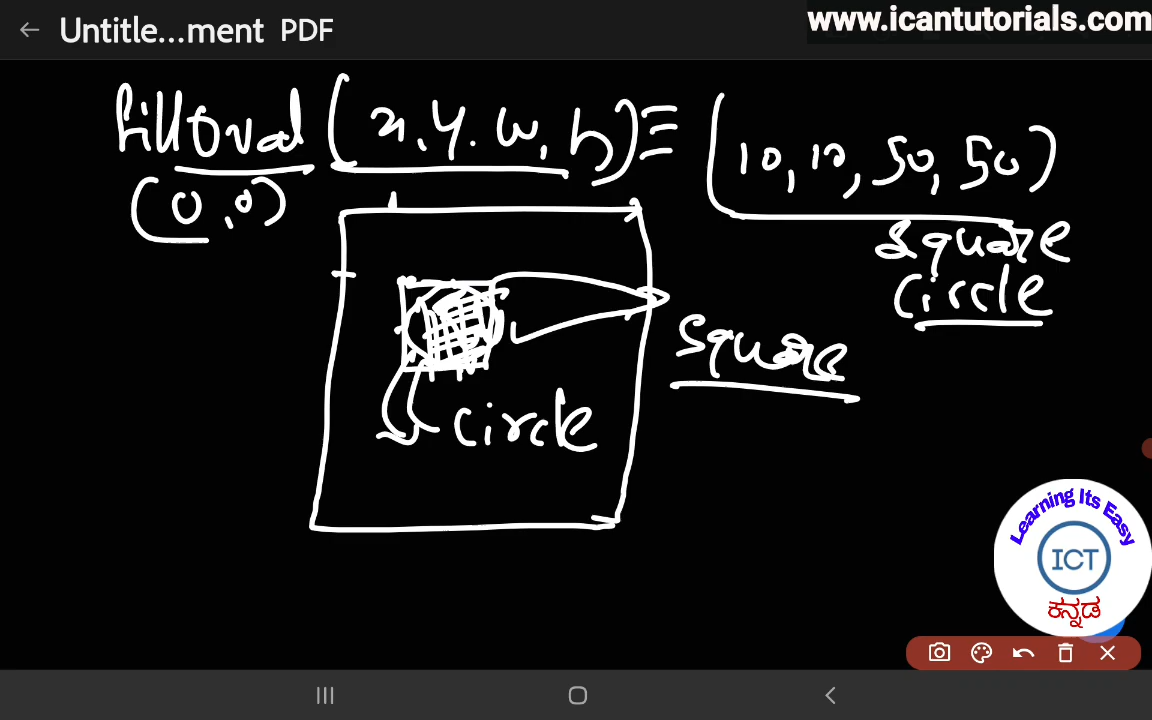 Untitle...ment PDF
www.icantutorials.com
fillOval (x, y. w, h) ≡ (10, 10, 50, 50)
(0,0)
square
circle
square
circle
Learning Its Easy
ICT
ಕನ್ನಡ